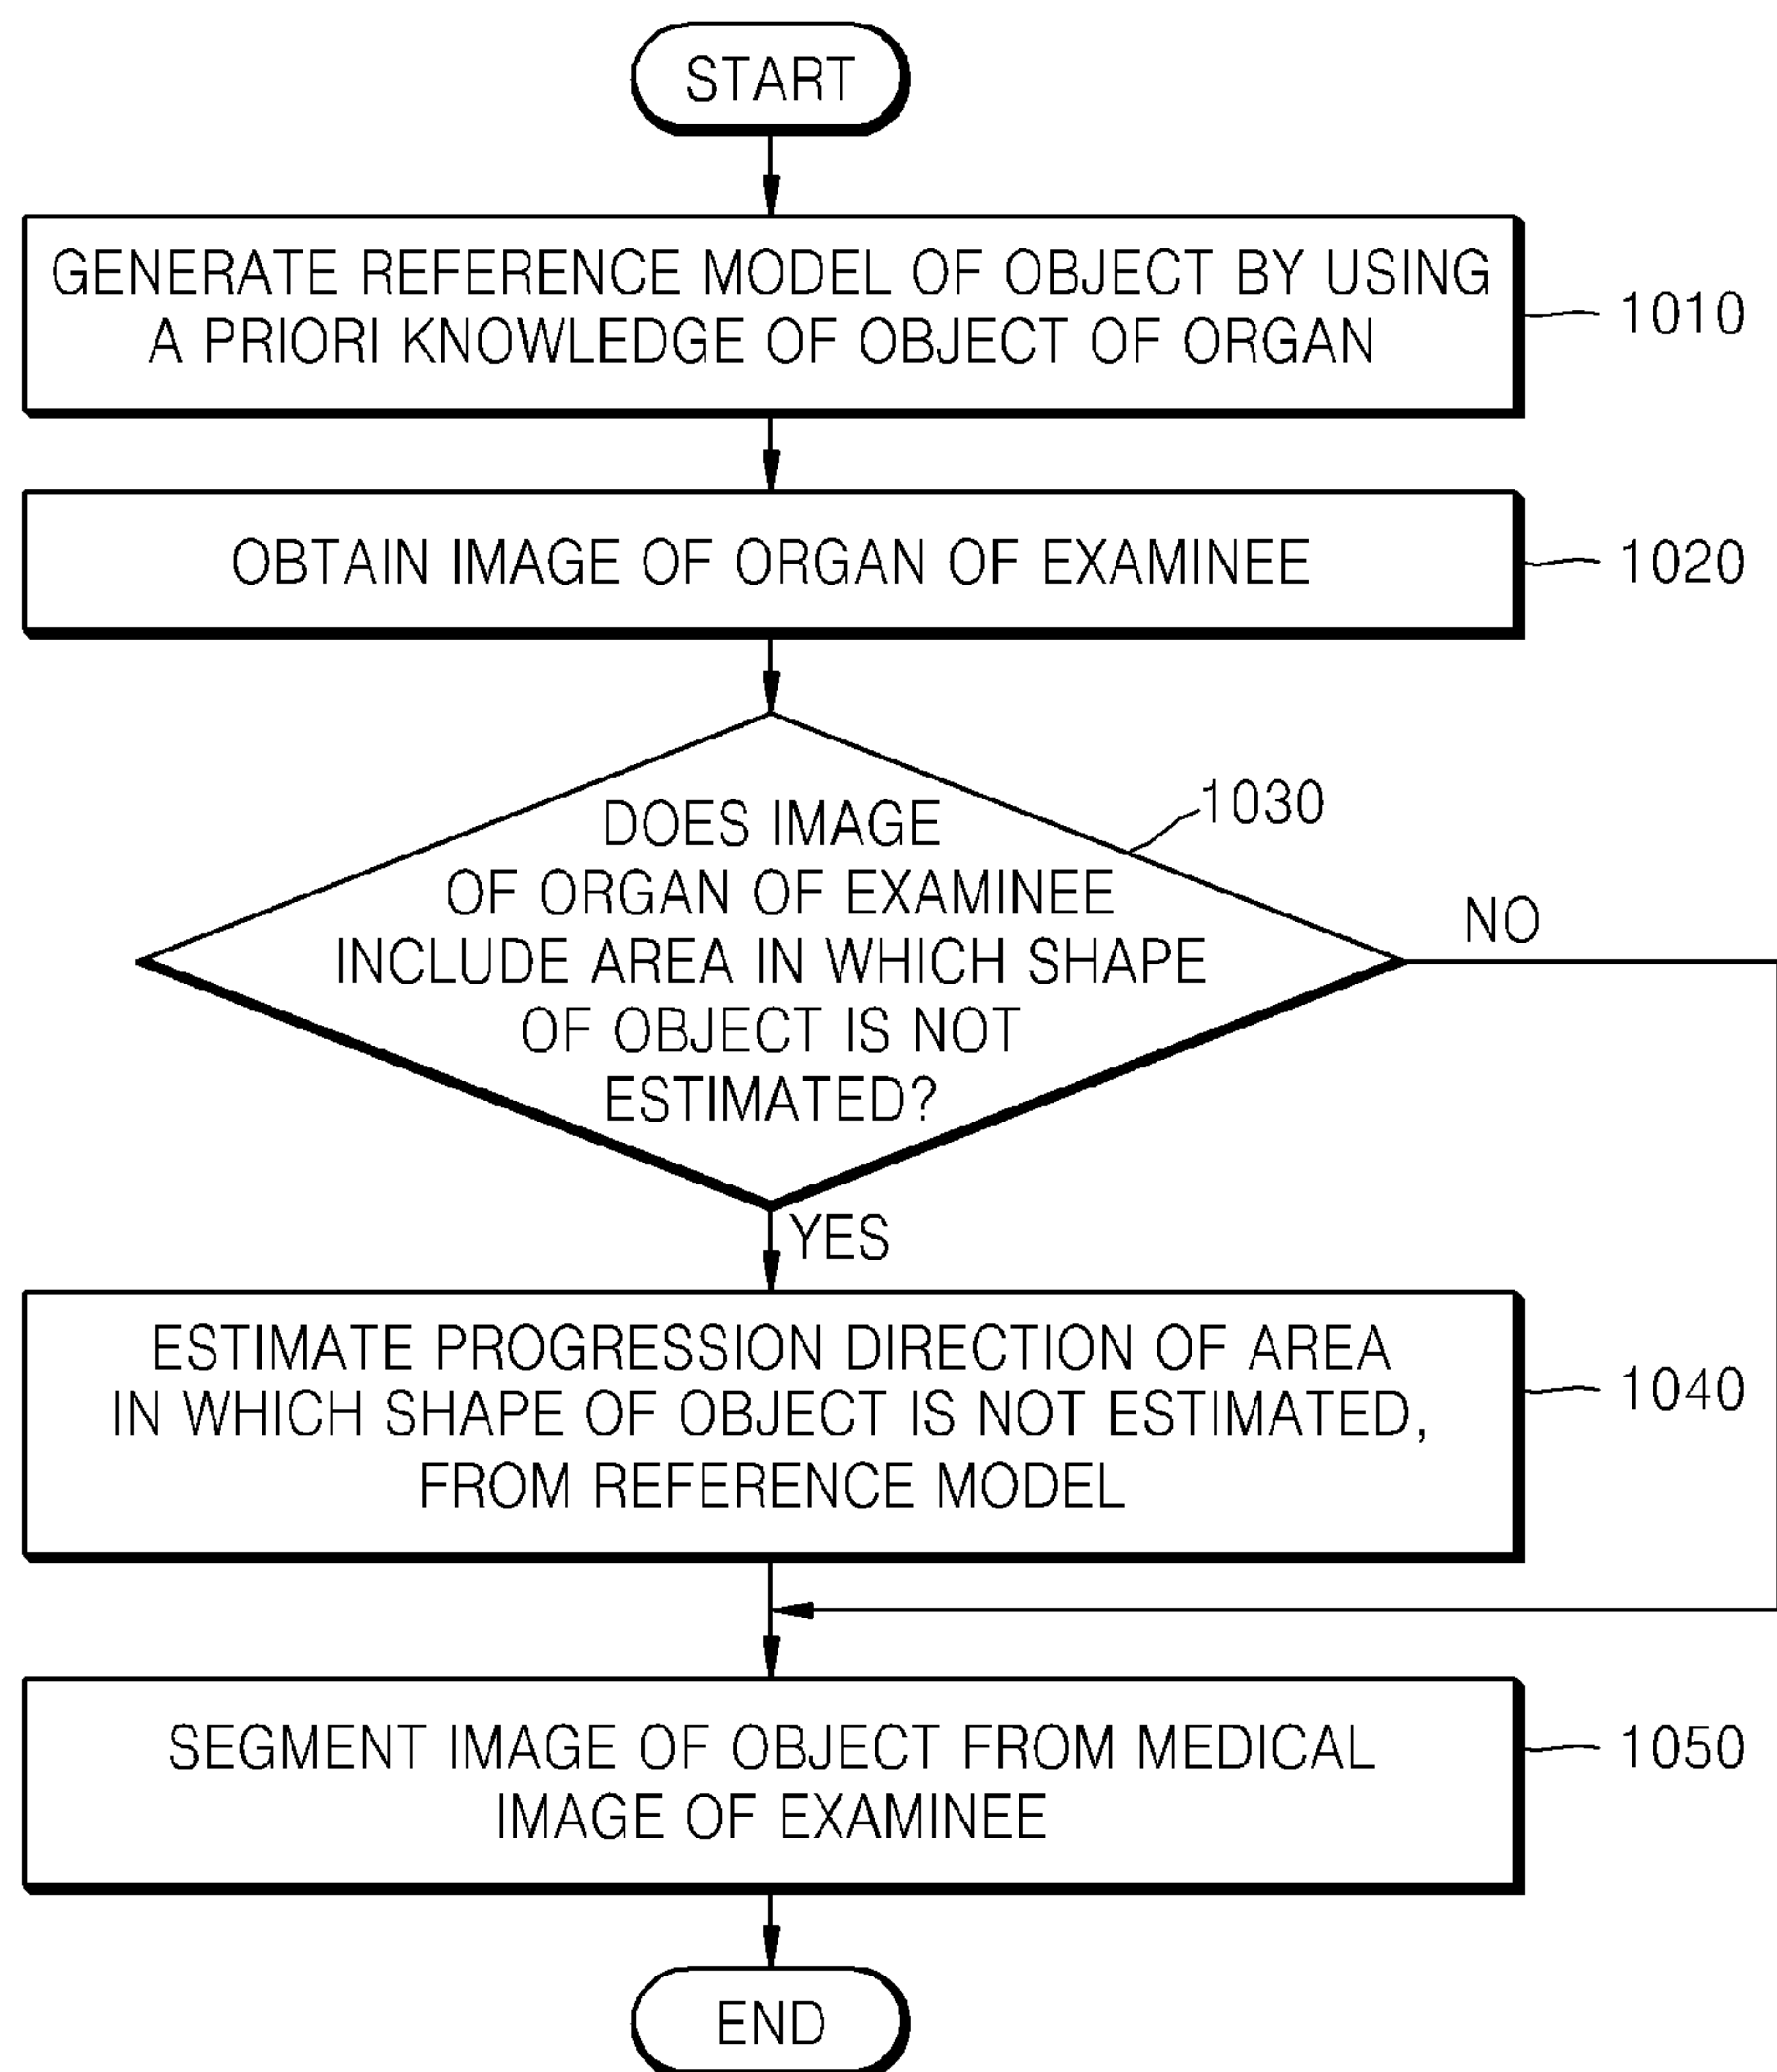 START
GENERATE REFERENCE MODEL OF OBJECT BY USING
A PRIORI KNOWLEDGE OF OBJECT OF ORGAN
1010
OBTAIN IMAGE OF ORGAN OF EXAMINEE
1020
DOES IMAGE
OF ORGAN OF EXAMINEE
INCLUDE AREA IN WHICH SHAPE
OF OBJECT IS NOT
ESTIMATED?
1030
NO
YES
ESTIMATE PROGRESSION DIRECTION OF AREA
IN WHICH SHAPE OF OBJECT IS NOT ESTIMATED,
FROM REFERENCE MODEL
1040
SEGMENT IMAGE OF OBJECT FROM MEDICAL
IMAGE OF EXAMINEE
1050
END